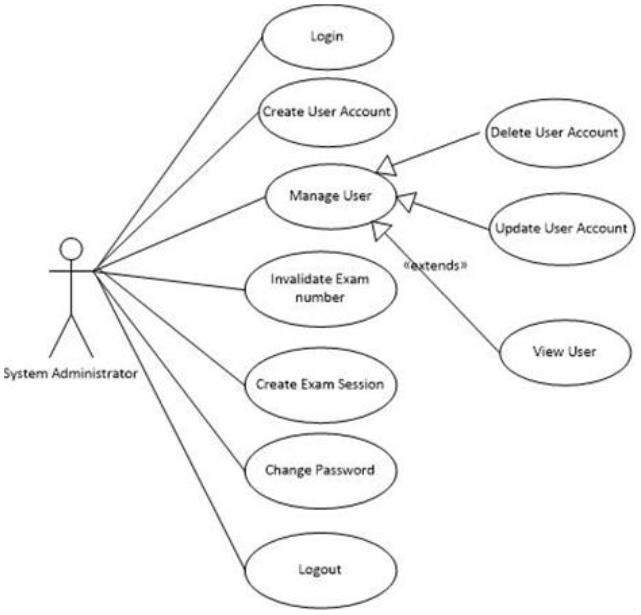 Login
Create User Account
Delete User Account
Manage User
Update User Account
«extends»
Invalidate Exam
number
View User
System Administrator
Create Exam Session
Change Password
Logout